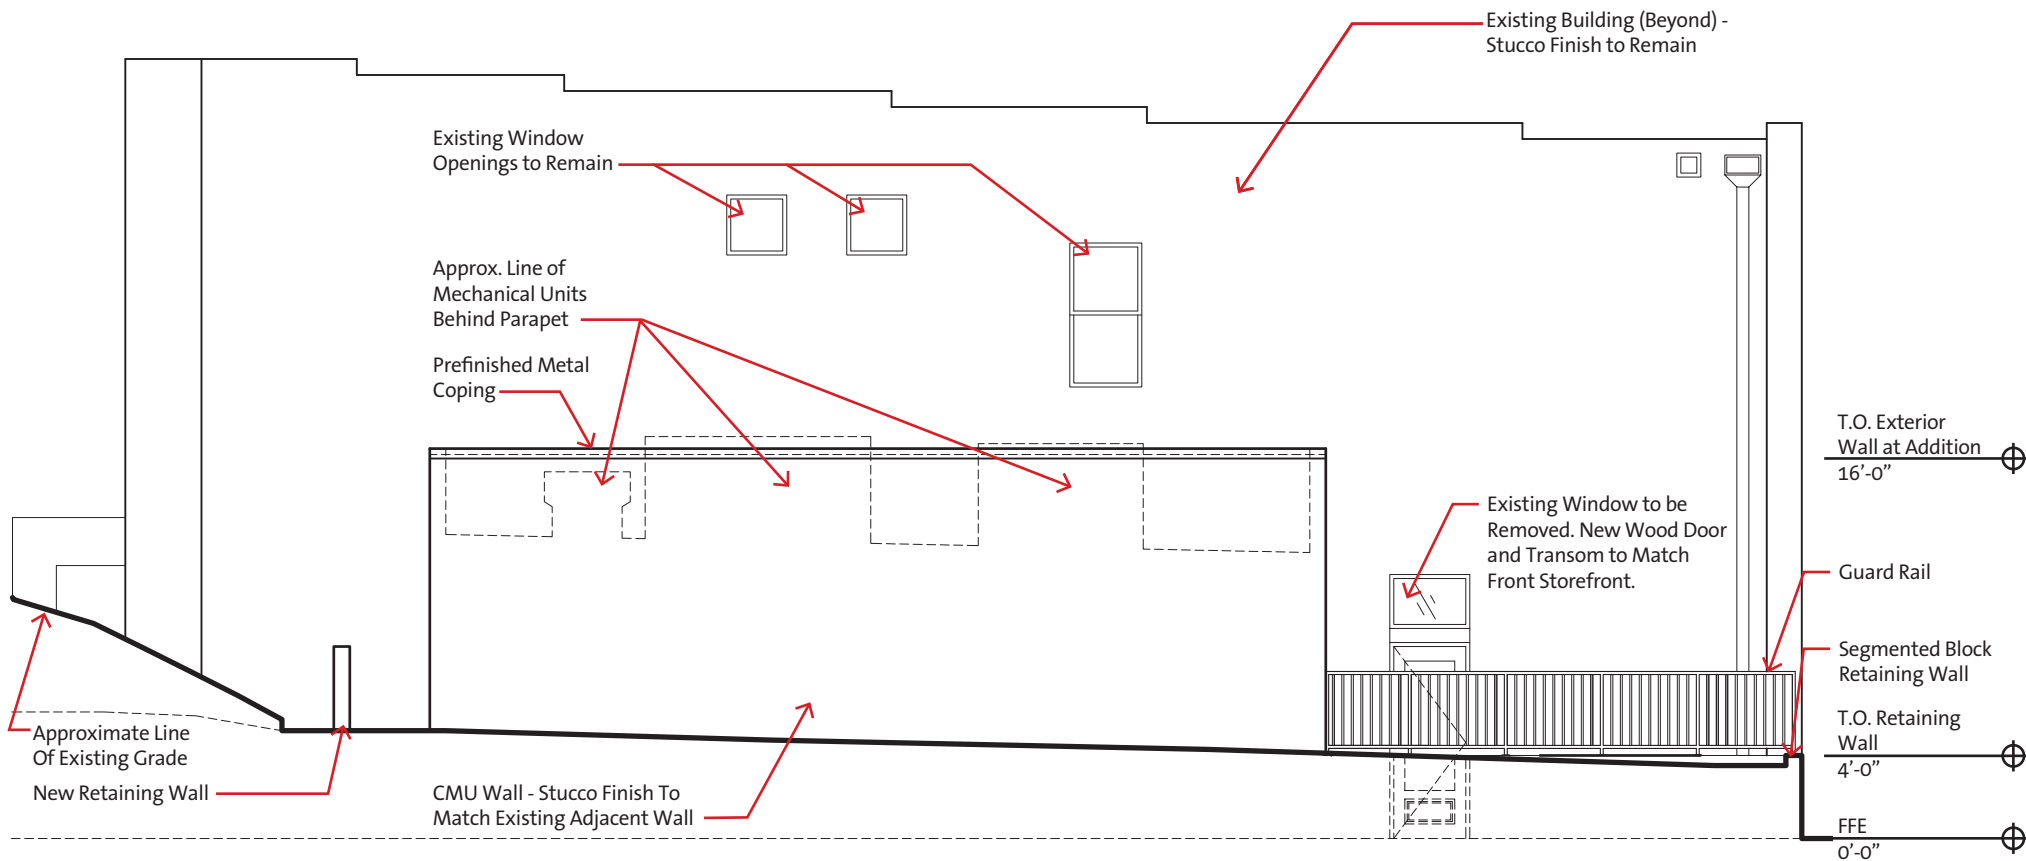 Existing Building (Beyond) -
Stucco Finish to Remain
Existing Window
Openings to Remain
Approx. Line of
Mechanical Units
Behind Parapet
Prefinished Metal
Coping
T.O. Exterior
Wall at Addition
16’-0”
Existing Window to be
Removed. New Wood Door
and Transom to Match
Front Storefront.
Guard Rail
Segmented Block
Retaining Wall
T.O. Retaining
Wall
4’-0”
Approximate Line
Of Existing Grade
New Retaining Wall
CMU Wall - Stucco Finish To
Match Existing Adjacent Wall
FFE
0’-0”